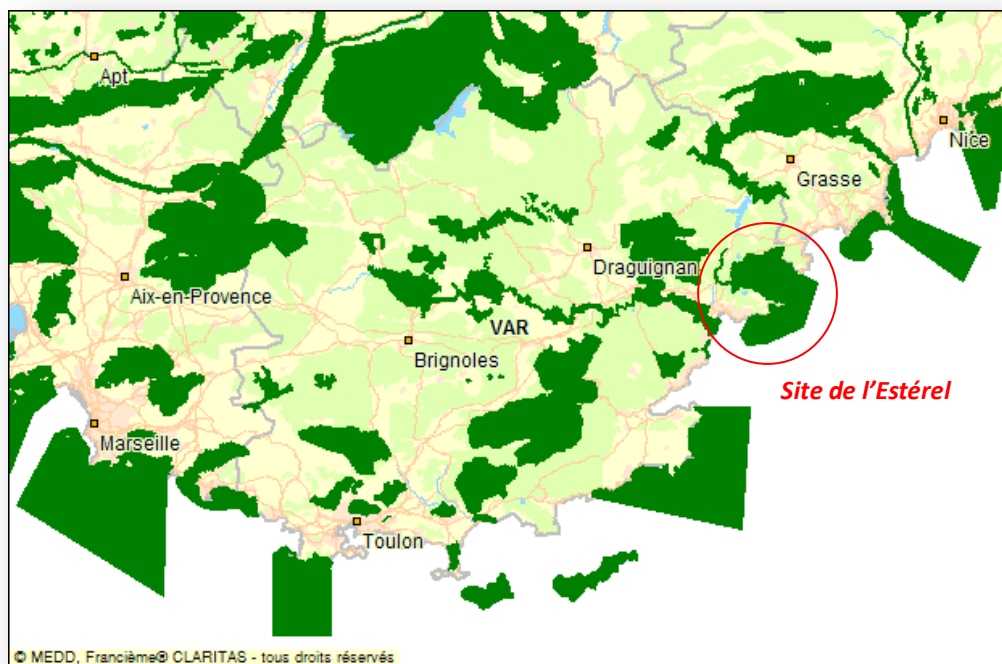 Apt
Nice
Grasse
Draguignan
Aix-en-Provence
VAR
Brignoles
Site de l'Estérel
Marseille
Toulon
© MEDD, Francième® CLARITAS - tous droits réservés